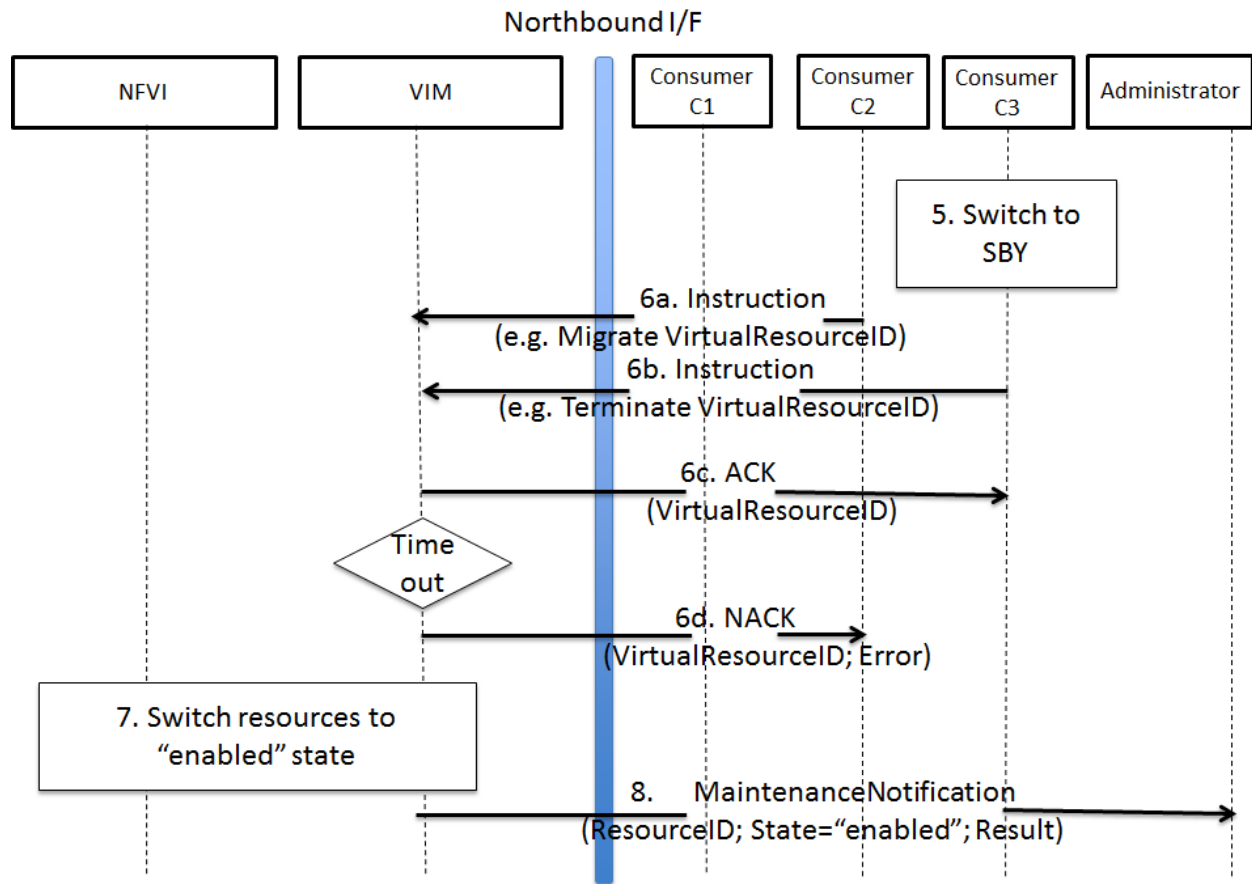 Northbound I/F
NFVI
VIM
Consumer
C1
Consumer
C2
Consumer
C3
Administrator
5. Switch to
SBY
6a. Instruction
(e.g. Migrate VirtualResourceID)
6b. Instruction
(e.g. Terminate VirtualResourceID)
6c. ACK
(VirtualResourceID)
Time
out
6d. NACK
(VirtualResourceID; Error)
7. Switch resources to
“enabled” state
8. MaintenanceNotification
(ResourceID; State=“enabled”; Result)